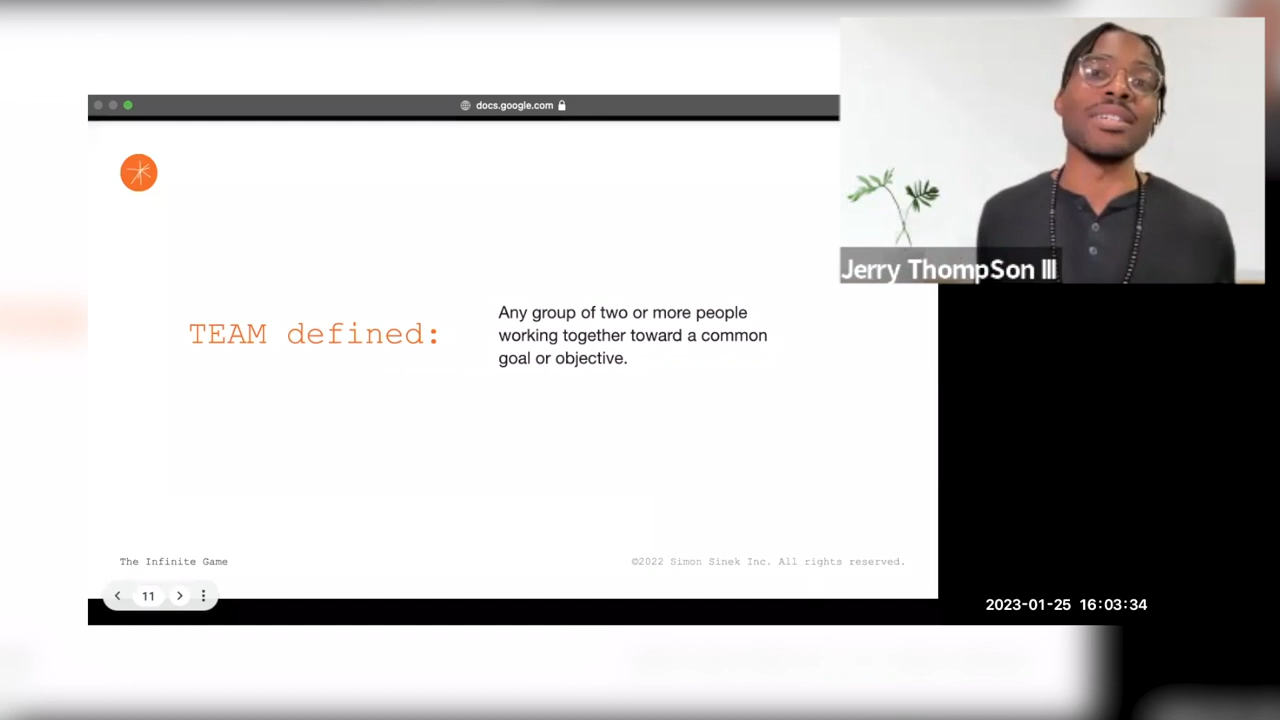 docs.google.com
Jerry ThompSon III
TEAM defined:
Any group of two or more people
working together toward a common
goal or objective.
The Infinite Game
©2022 Simon Sinek Inc. All rights reserved.
11
2023-01-25 16:03:34